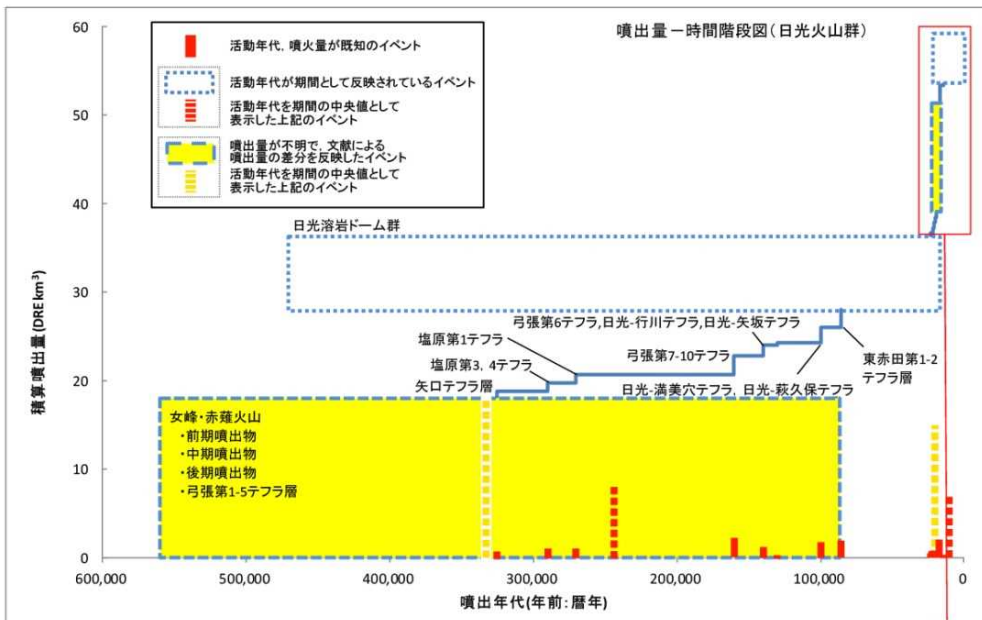 噴出量－時間階段図(日光火山群)
活動年代，噴火量が既知のイベント
活動年代が期間として反映されているイベント
活動年代を期間の中央値として
表示した上記のイベント
噴出量が不明で，文献による
噴出量の差分を反映したイベント
活動年代を期間の中央値として
表示した上記のイベント
積算噴出量(DRE km³)
60
50
40
30
20
10
0
日光溶岩ドーム群
弓張第6テフラ,日光-行川テフラ,日光-矢坂テフラ
塩原第1テフラ
弓張第7-10テフラ
塩原第3，4テフラ
矢口テフラ層
日光-満美穴テフラ，日光-萩久保テフラ
東赤田第1-2
テフラ層
女峰・赤薙火山
・前期噴出物
・中期噴出物
・後期噴出物
・弓張第1-5テフラ層
600,000
500,000
400,000
300,000
200,000
100,000
0
噴出年代(年前：暦年)